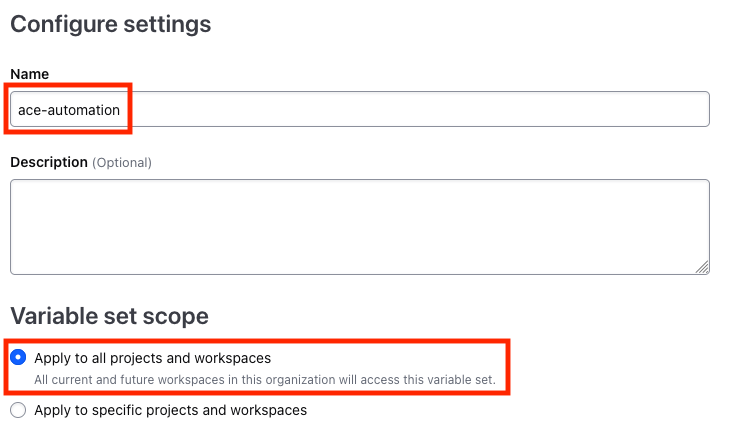 Configure settings
Name
ace-automation
Description (Optional)
Variable set scope
Apply to all projects and workspaces
All current and future workspaces in this organization will access this variable set.
Apply to specific projects and workspaces